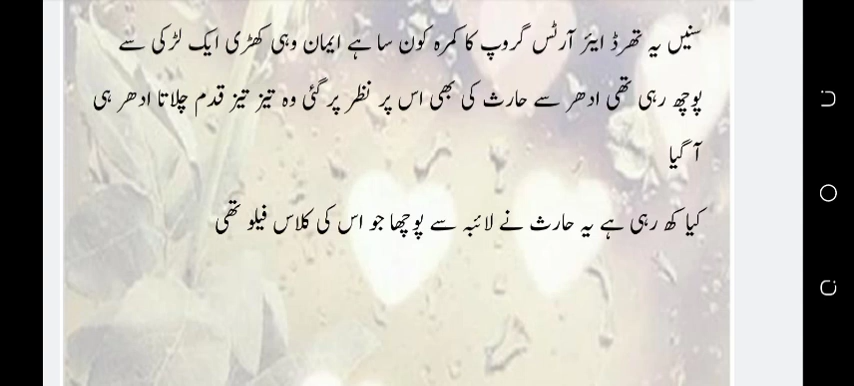 سنیں یہ تھرڈ ایئر آرٹس گروپ کا کمرہ کون سا ہے ایمان وہی کھڑی ایک لڑکی سے
پوچھ رہی تھی ادھر سے حارث کی بھی اس پر نظر پر گئی وہ تیز تیز قدم چلاتا ادھر ہی
آ گیا
کیا کھ رہی ہے یہ حارث نے لائبہ سے پوچھا جو اس کی کلاس فیلو تھی